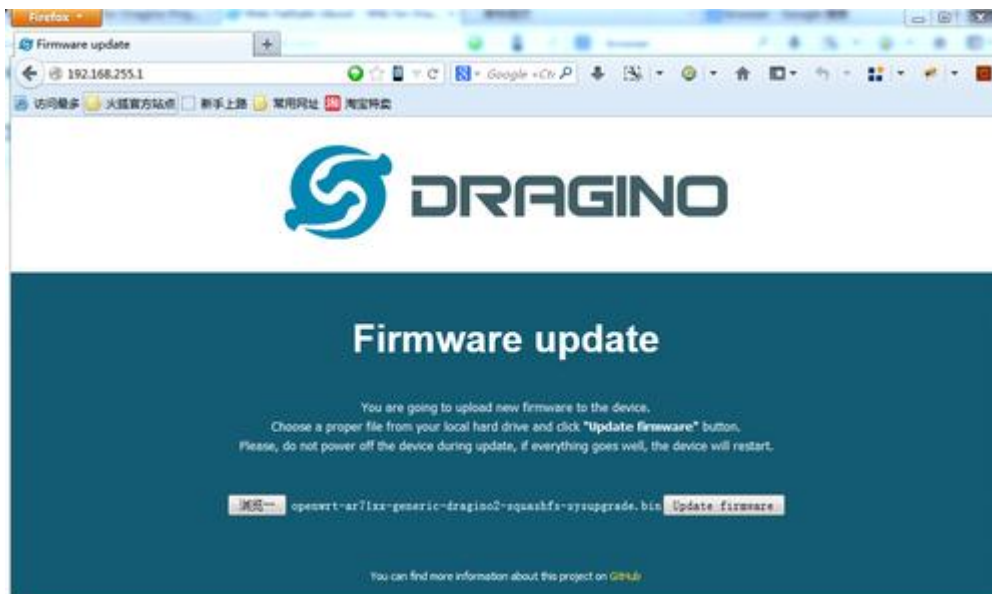 Firefox
Firmware update
192.168.255.1
Google
访问最多 火狐官方站点 新手上路 常用网址 淘 淘宝特卖
DRAGINO
Firmware update
You are going to upload new firmware to the device.
Choose a proper file from your local hard drive and click "Update firmware" button.
Please, do not power off the device during update, if everything goes well, the device will restart.
浏览… openwrt-ar71xx-generic-dragino2-squashfs-sysupgrade.bin Update firmware
You can find more information about this project on GitHub